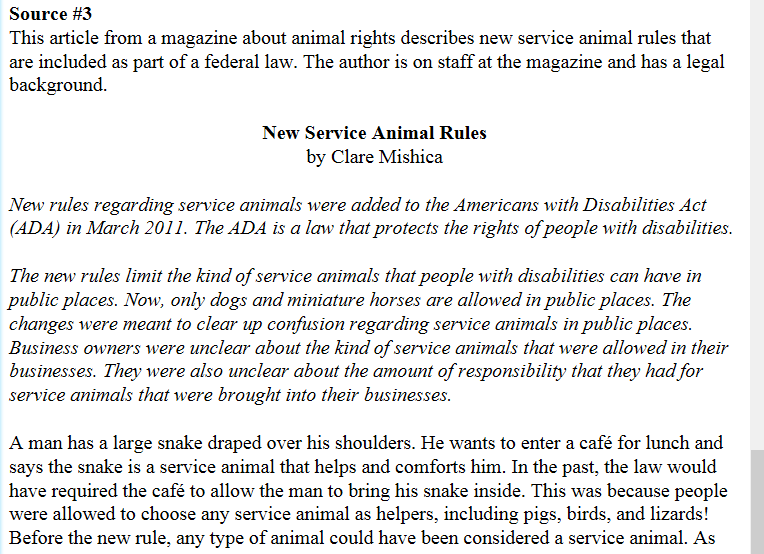 Source #3
This article from a magazine about animal rights describes new service animal rules that
are included as part of a federal law. The author is on staff at the magazine and has a legal
background.
New Service Animal Rules
by Clare Mishica
New rules regarding service animals were added to the Americans with Disabilities Act
(ADA) in March 2011. The ADA is a law that protects the rights of people with disabilities.
The new rules limit the kind of service animals that people with disabilities can have in
public places. Now, only dogs and miniature horses are allowed in public places. The
changes were meant to clear up confusion regarding service animals in public places.
Business owners were unclear about the kind of service animals that were allowed in their
businesses. They were also unclear about the amount of responsibility that they had for
service animals that were brought into their businesses.
A man has a large snake draped over his shoulders. He wants to enter a café for lunch and
says the snake is a service animal that helps and comforts him. In the past, the law would
have required the café to allow the man to bring his snake inside. This was because people
were allowed to choose any service animal as helpers, including pigs, birds, and lizards!
Before the new rule, any type of animal could have been considered a service animal. As